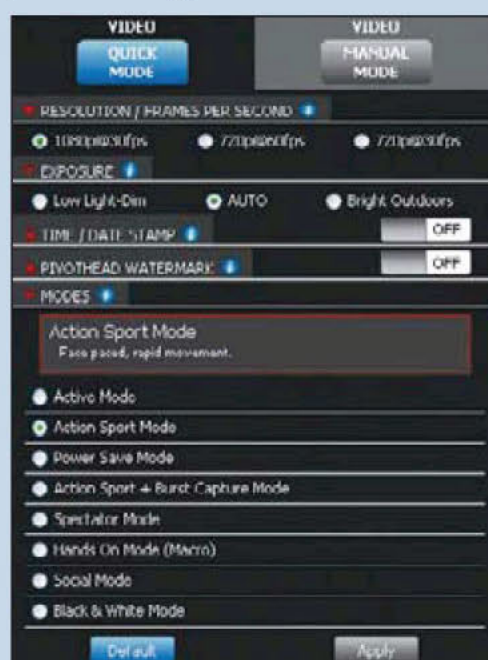 VIDEO VIDEO
QUICK MODE MANUAL MODE
RESOLUTION / FRAMES PER SECOND
1080p@30fps 720p@60fps 720p@30fps
EXPOSURE
Low Light-Dim AUTO Bright Outdoors
TIME / DATE STAMP OFF
PIVOTHEAD WATERMARK OFF
MODES
Action Sport Mode
Face paced, rapid movement.
Active Mode
Action Sport Mode
Power Save Mode
Action Sport + Burst Capture Mode
Spectator Mode
Hands On Mode (Macro)
Social Mode
Black & White Mode
Default Apply